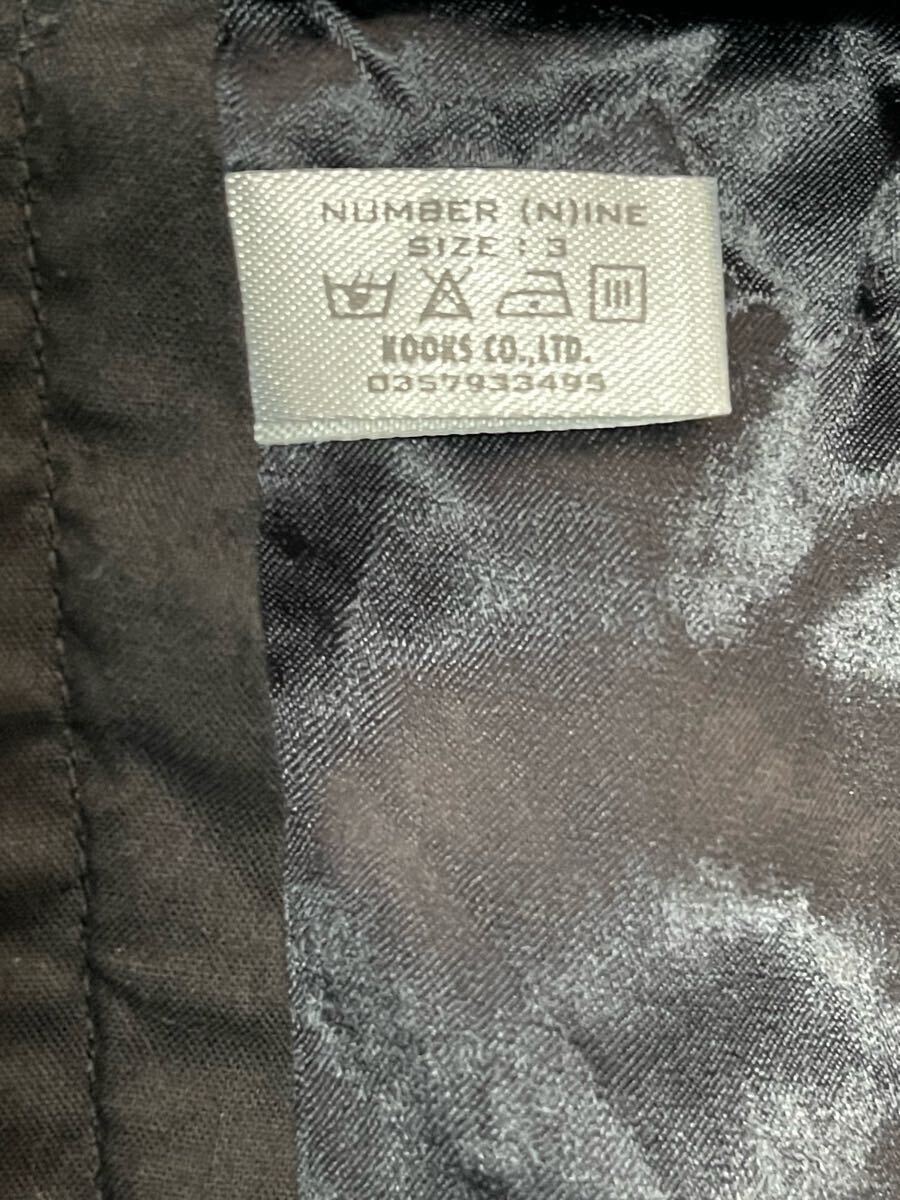 NUMBER (N)INE
SIZE : 3
KOOKS CO.,LTD.
0357933495